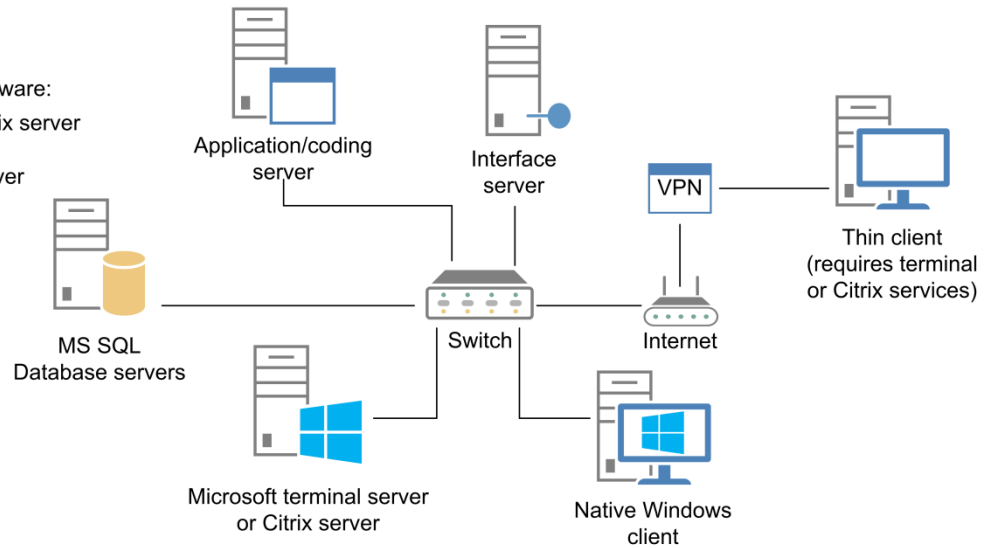 ware:
ix server
ver
Application/coding
server
Interface
server
VPN
Thin client
(requires terminal
or Citrix services)
MS SQL
Database servers
Switch
Internet
Microsoft terminal server
or Citrix server
Native Windows
client